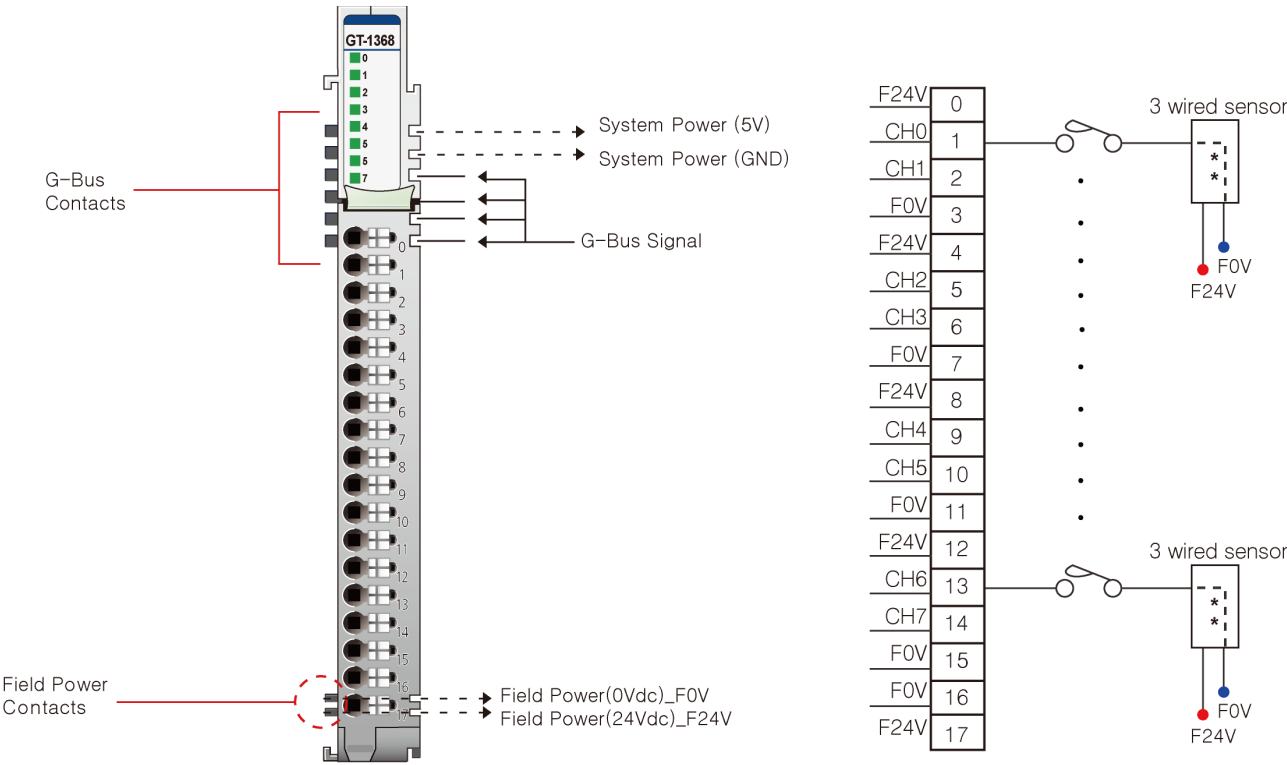 GT-1368
0
1
2
3
4
5
5
7
G-Bus
Contacts
System Power (5V)
System Power (GND)
G-Bus Signal
0
1
2
3
4
5
6
7
8
9
10
11
12
13
14
15
16
17
Field Power
Contacts
Field Power(0Vdc)_F0V
Field Power(24Vdc)_F24V
F24V 0
CH0 1
CH1 2
F0V 3
F24V 4
CH2 5
CH3 6
F0V 7
F24V 8
CH4 9
CH5 10
F0V 11
F24V 12
CH6 13
CH7 14
F0V 15
F0V 16
F24V 17
3 wired sensor
*
*
F0V
F24V
3 wired sensor
*
*
F0V
F24V